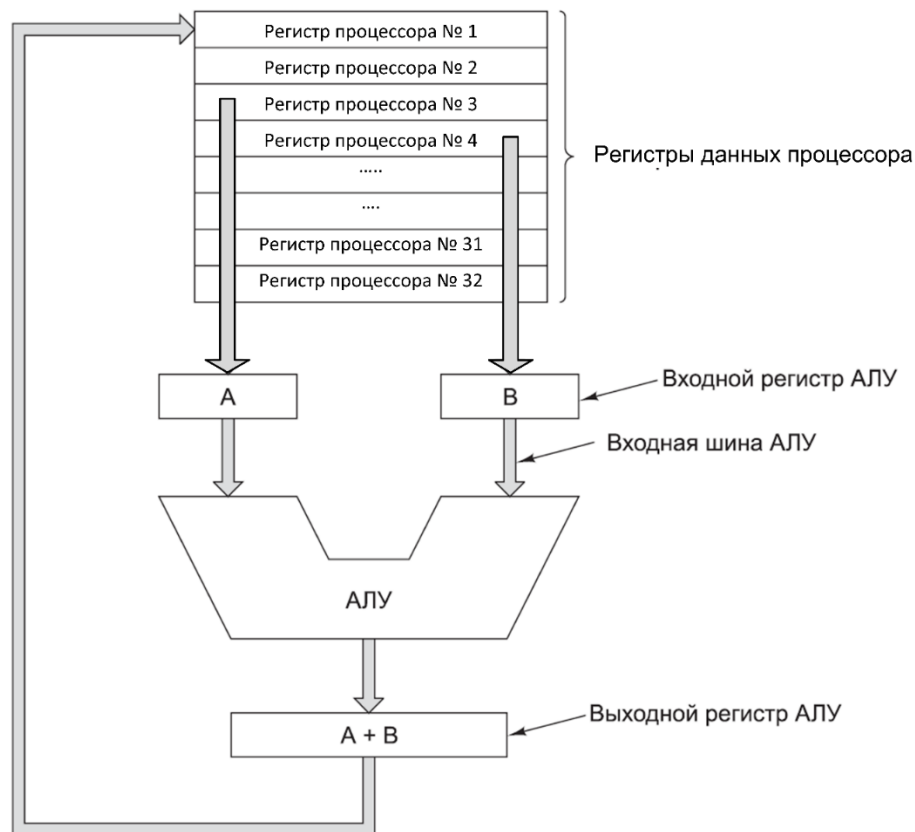 Регистр процессора № 1
Регистр процессора № 2
Регистр процессора № 3
Регистр процессора № 4
.....
....
Регистр процессора № 31
Регистр процессора № 32
Регистры данных процессора
A
B
Входной регистр АЛУ
Входная шина АЛУ
АЛУ
A + B
Выходной регистр АЛУ